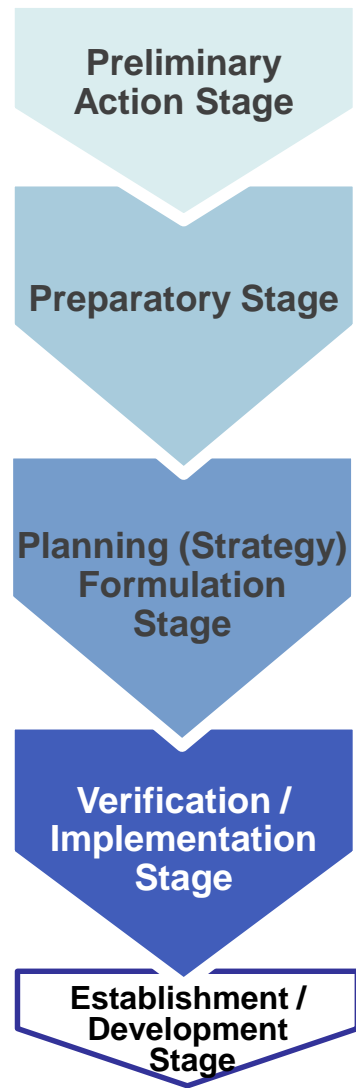 Preliminary
Action Stage
Preparatory Stage
Planning (Strategy)
Formulation
Stage
Verification /
Implementation
Stage
Establishment /
Development
Stage